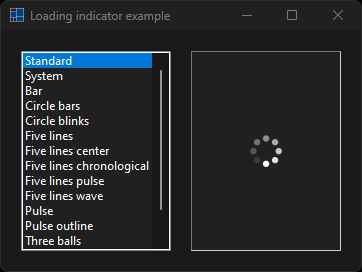 Loading indicator example
Standard
System
Bar
Circle bars
Circle blinks
Five lines
Five lines center
Five lines chronological
Five lines pulse
Five lines wave
Pulse
Pulse outline
Three balls